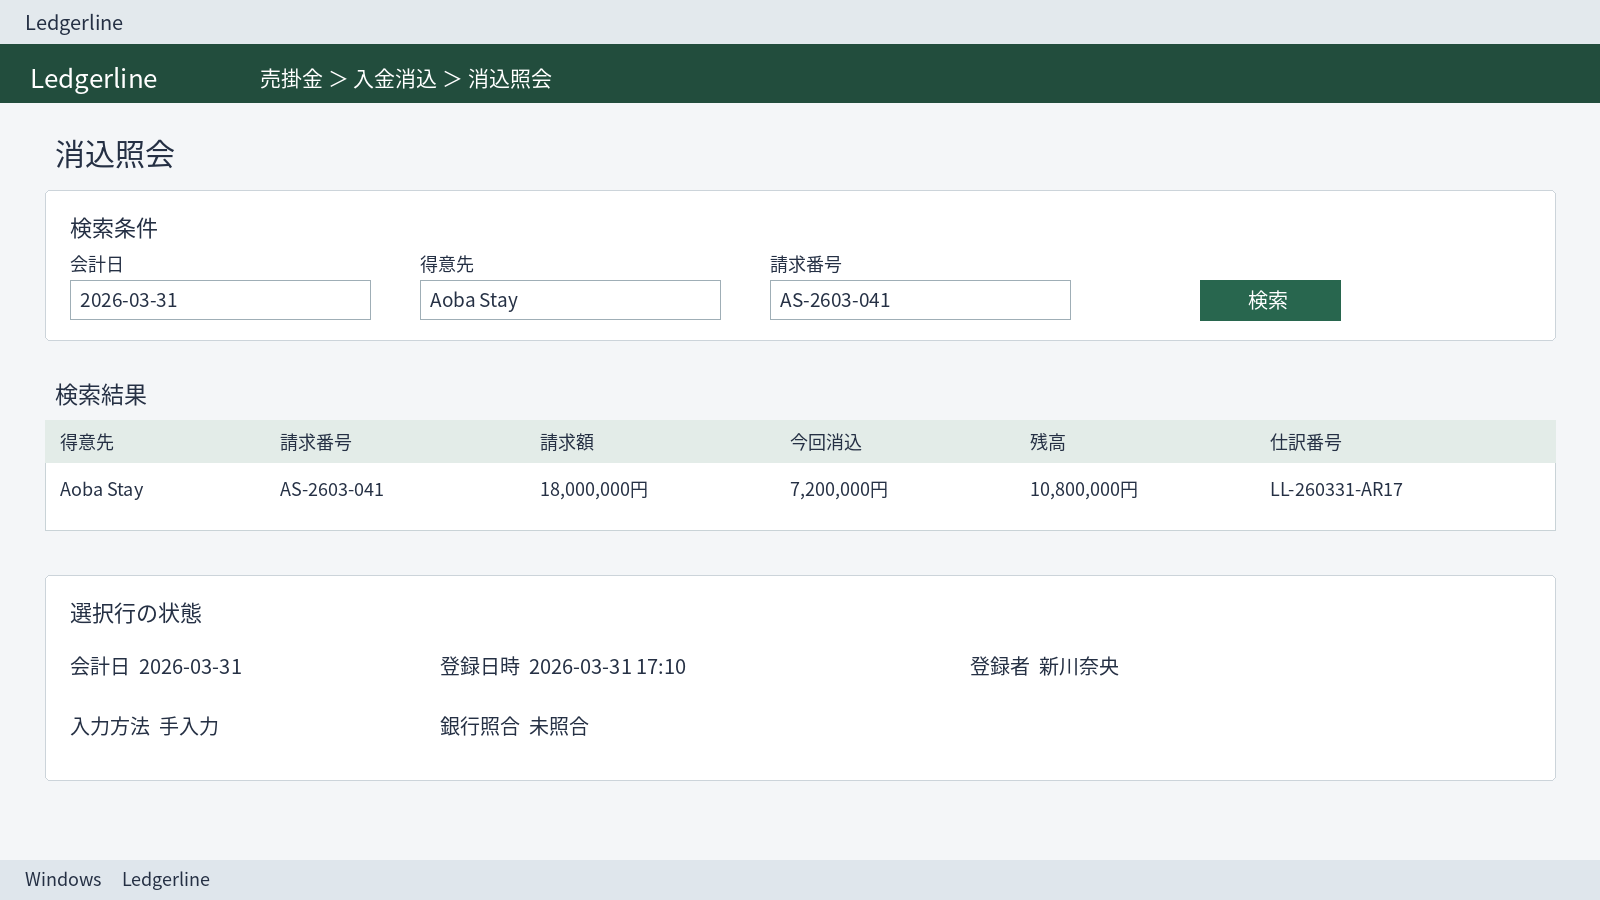 Ledgerline
Ledgerline 売掛金 ＞ 入金消込 ＞ 消込照会
消込照会
検索条件
会計日 得意先 請求番号
2026-03-31 Aoba Stay AS-2603-041 検索
検索結果
得意先 請求番号 請求額 今回消込 残高 仕訳番号
Aoba Stay AS-2603-041 18,000,000円 7,200,000円 10,800,000円 LL-260331-AR17
選択行の状態
会計日 2026-03-31 登録日時 2026-03-31 17:10 登録者 新川奈央
入力方法 手入力 銀行照合 未照合
Windows Ledgerline